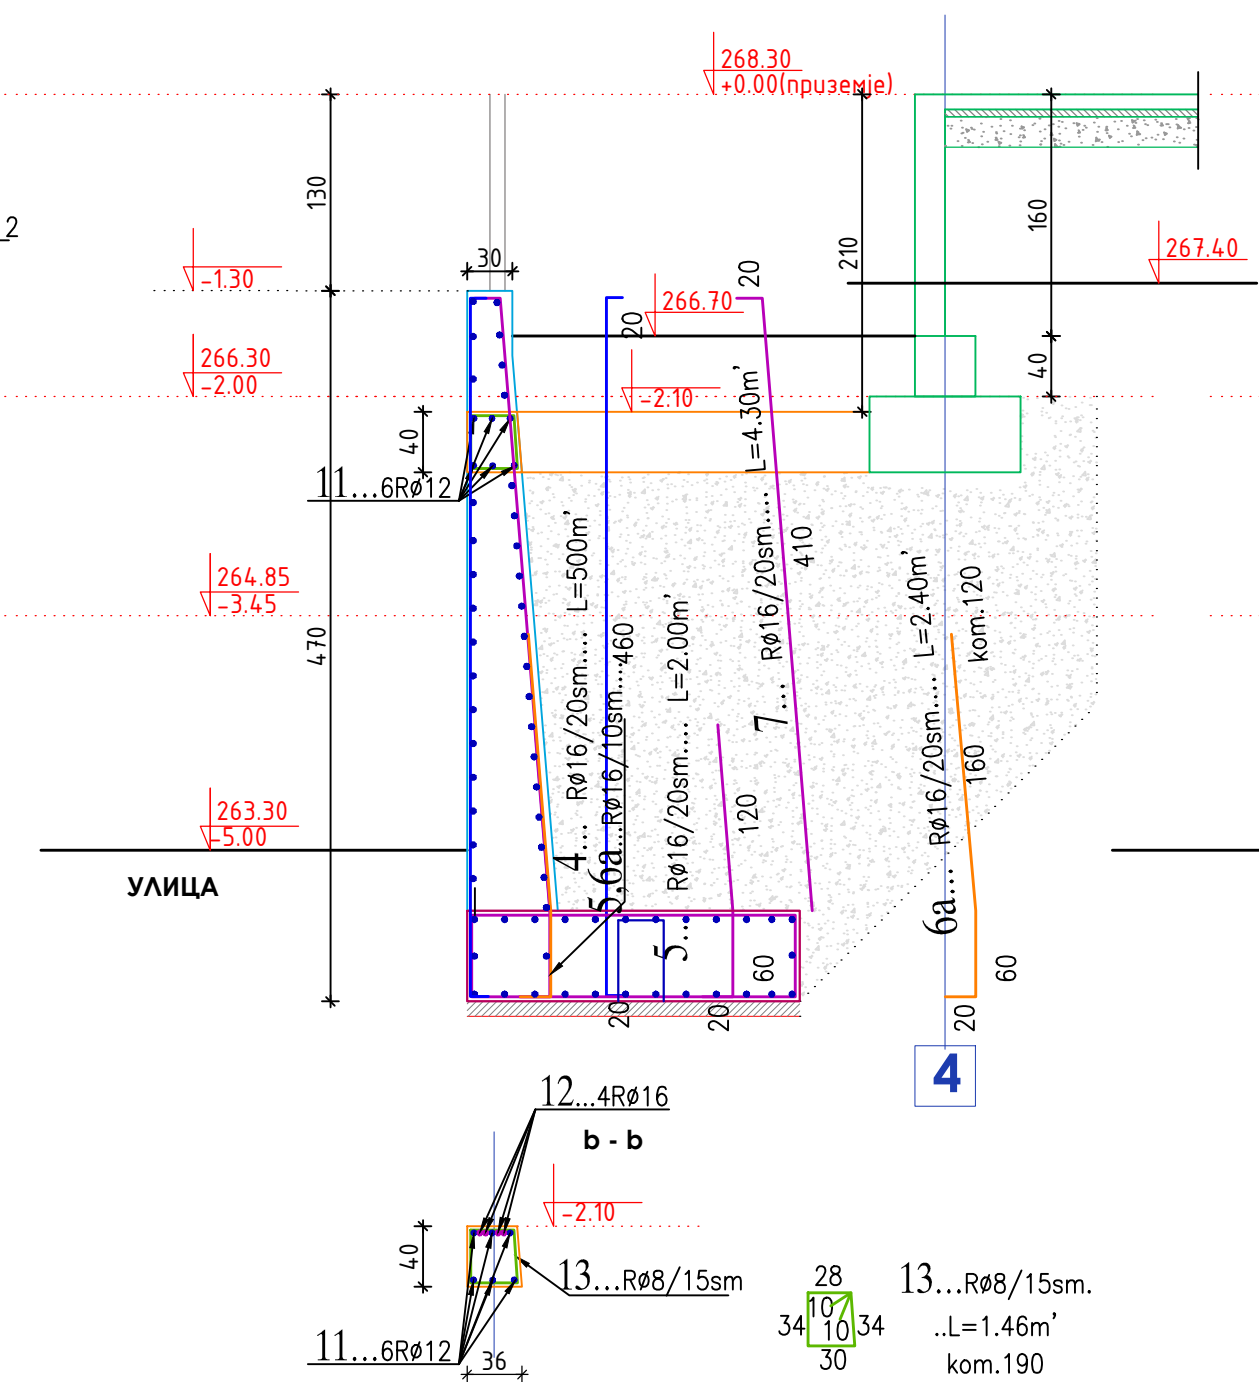 268.30
+0.00(приземје)
130
2
30
-1.30
20
20
266.70
210
160
267.40
266.30
-2.00
40
-2.10
40
11...6Rø12
264.85
-3.45
470
4... Rø16/20sm.... L=500m'
460
5,6a...Rø16/10sm....
5... Rø16/20sm.... L=2.00m'
120
7... Rø16/20sm..... L=4.30m'
410
6a... Rø16/20sm.... L=2.40m'
kom.120
160
263.30
-5.00
УЛИЦА
60
60
20
20
20
4
12...4Rø16
b - b
-2.10
40
13...Rø8/15sm
11...6Rø12
36
28
10
34
10
34
30
13...Rø8/15sm.
..L=1.46m'
kom.190